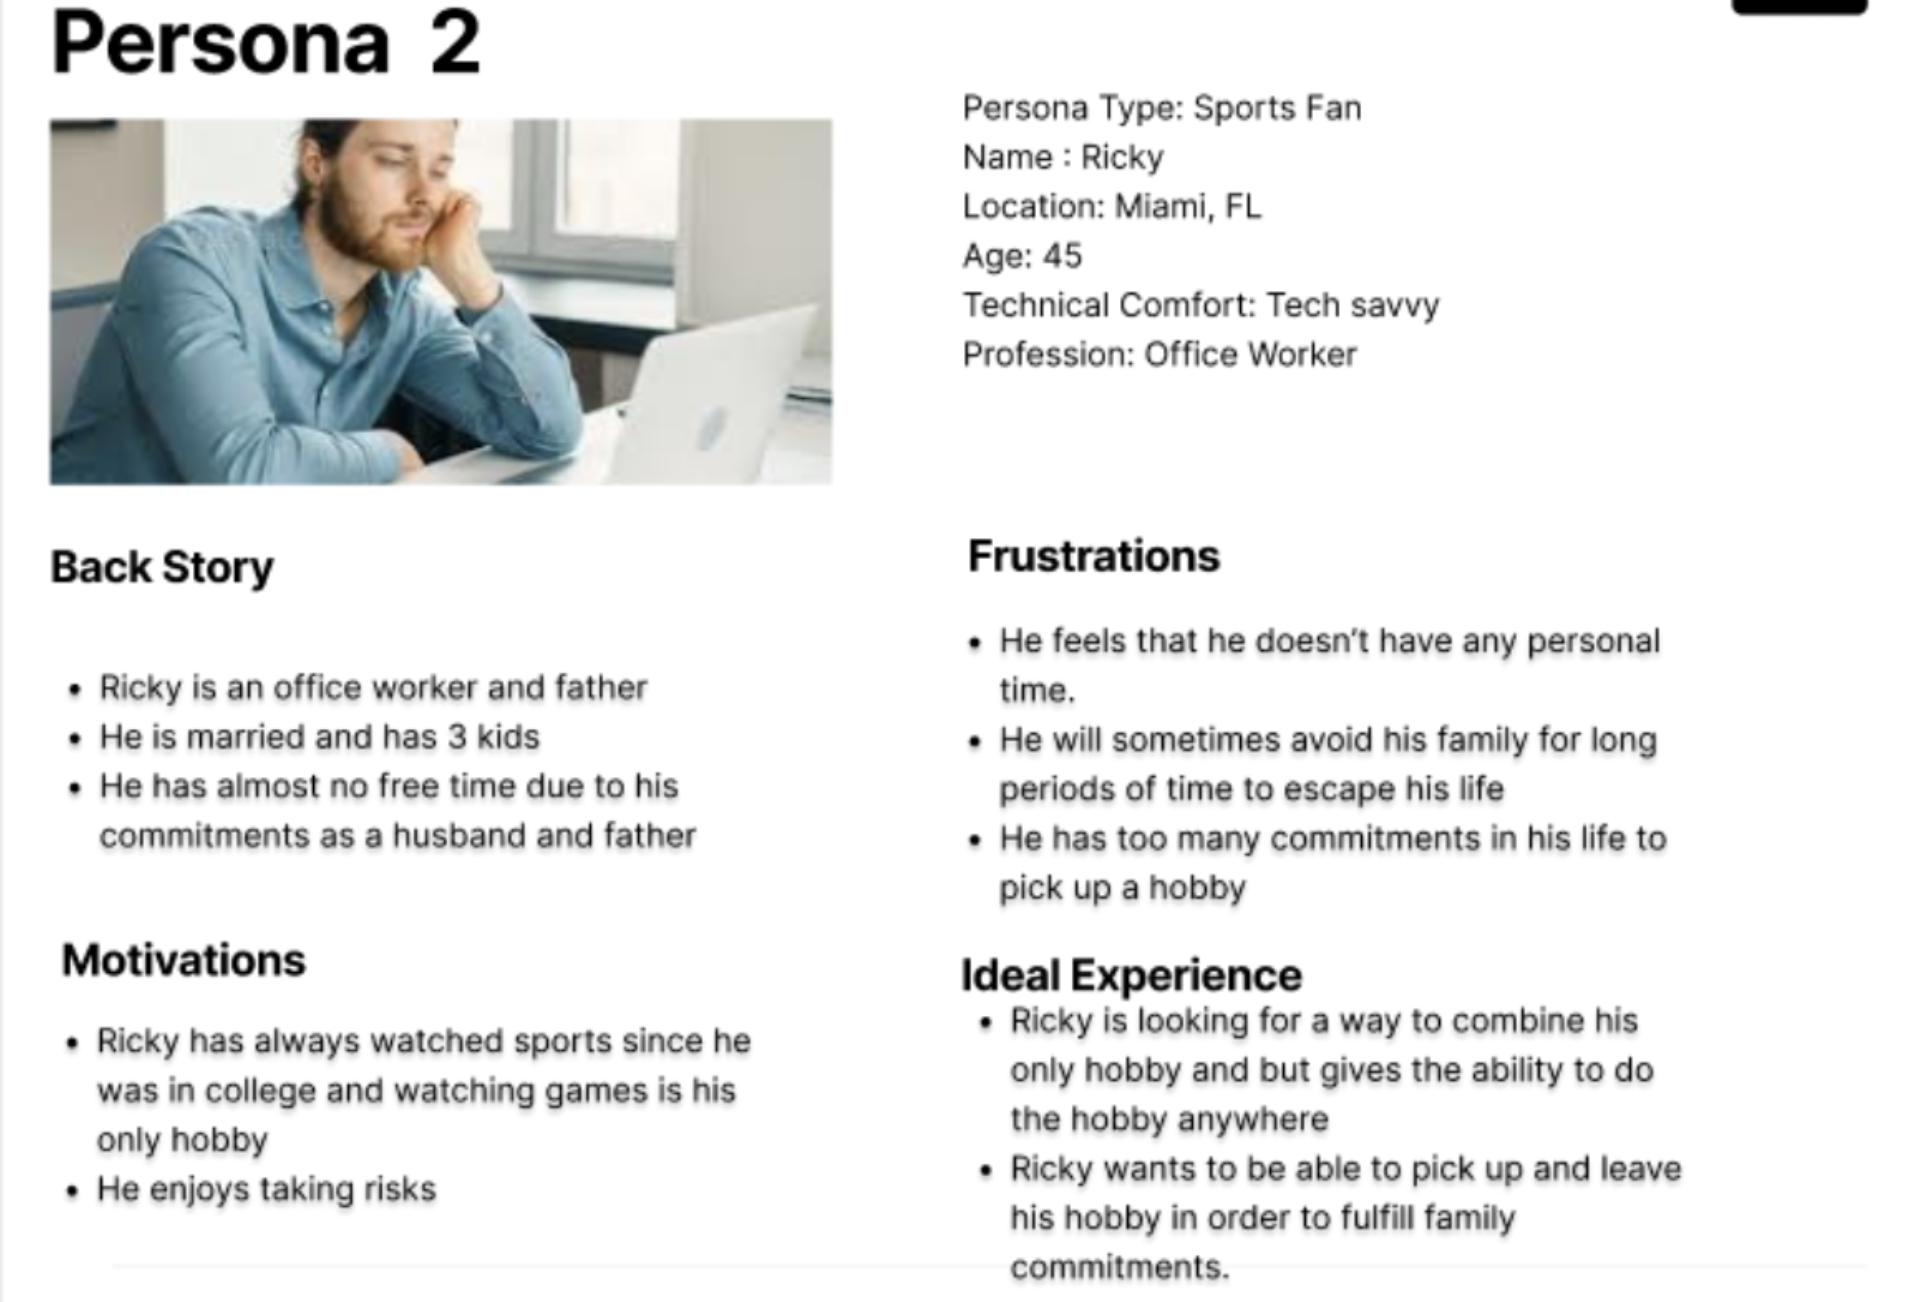 Persona 2
Persona Type: Sports Fan
Name : Ricky
Location: Miami, FL
Age: 45
Technical Comfort: Tech savvy
Profession: Office Worker
Back Story
• Ricky is an office worker and father
• He is married and has 3 kids
• He has almost no free time due to his
commitments as a husband and father
Frustrations
• He feels that he doesn't have any personal
time.
• He will sometimes avoid his family for long
periods of time to escape his life
• He has too many commitments in his life to
pick up a hobby
Motivations
• Ricky has always watched sports since he
was in college and watching games is his
only hobby
• He enjoys taking risks
Ideal Experience
• Ricky is looking for a way to combine his
only hobby and but gives the ability to do
the hobby anywhere
• Ricky wants to be able to pick up and leave
his hobby in order to fulfill family
commitments.